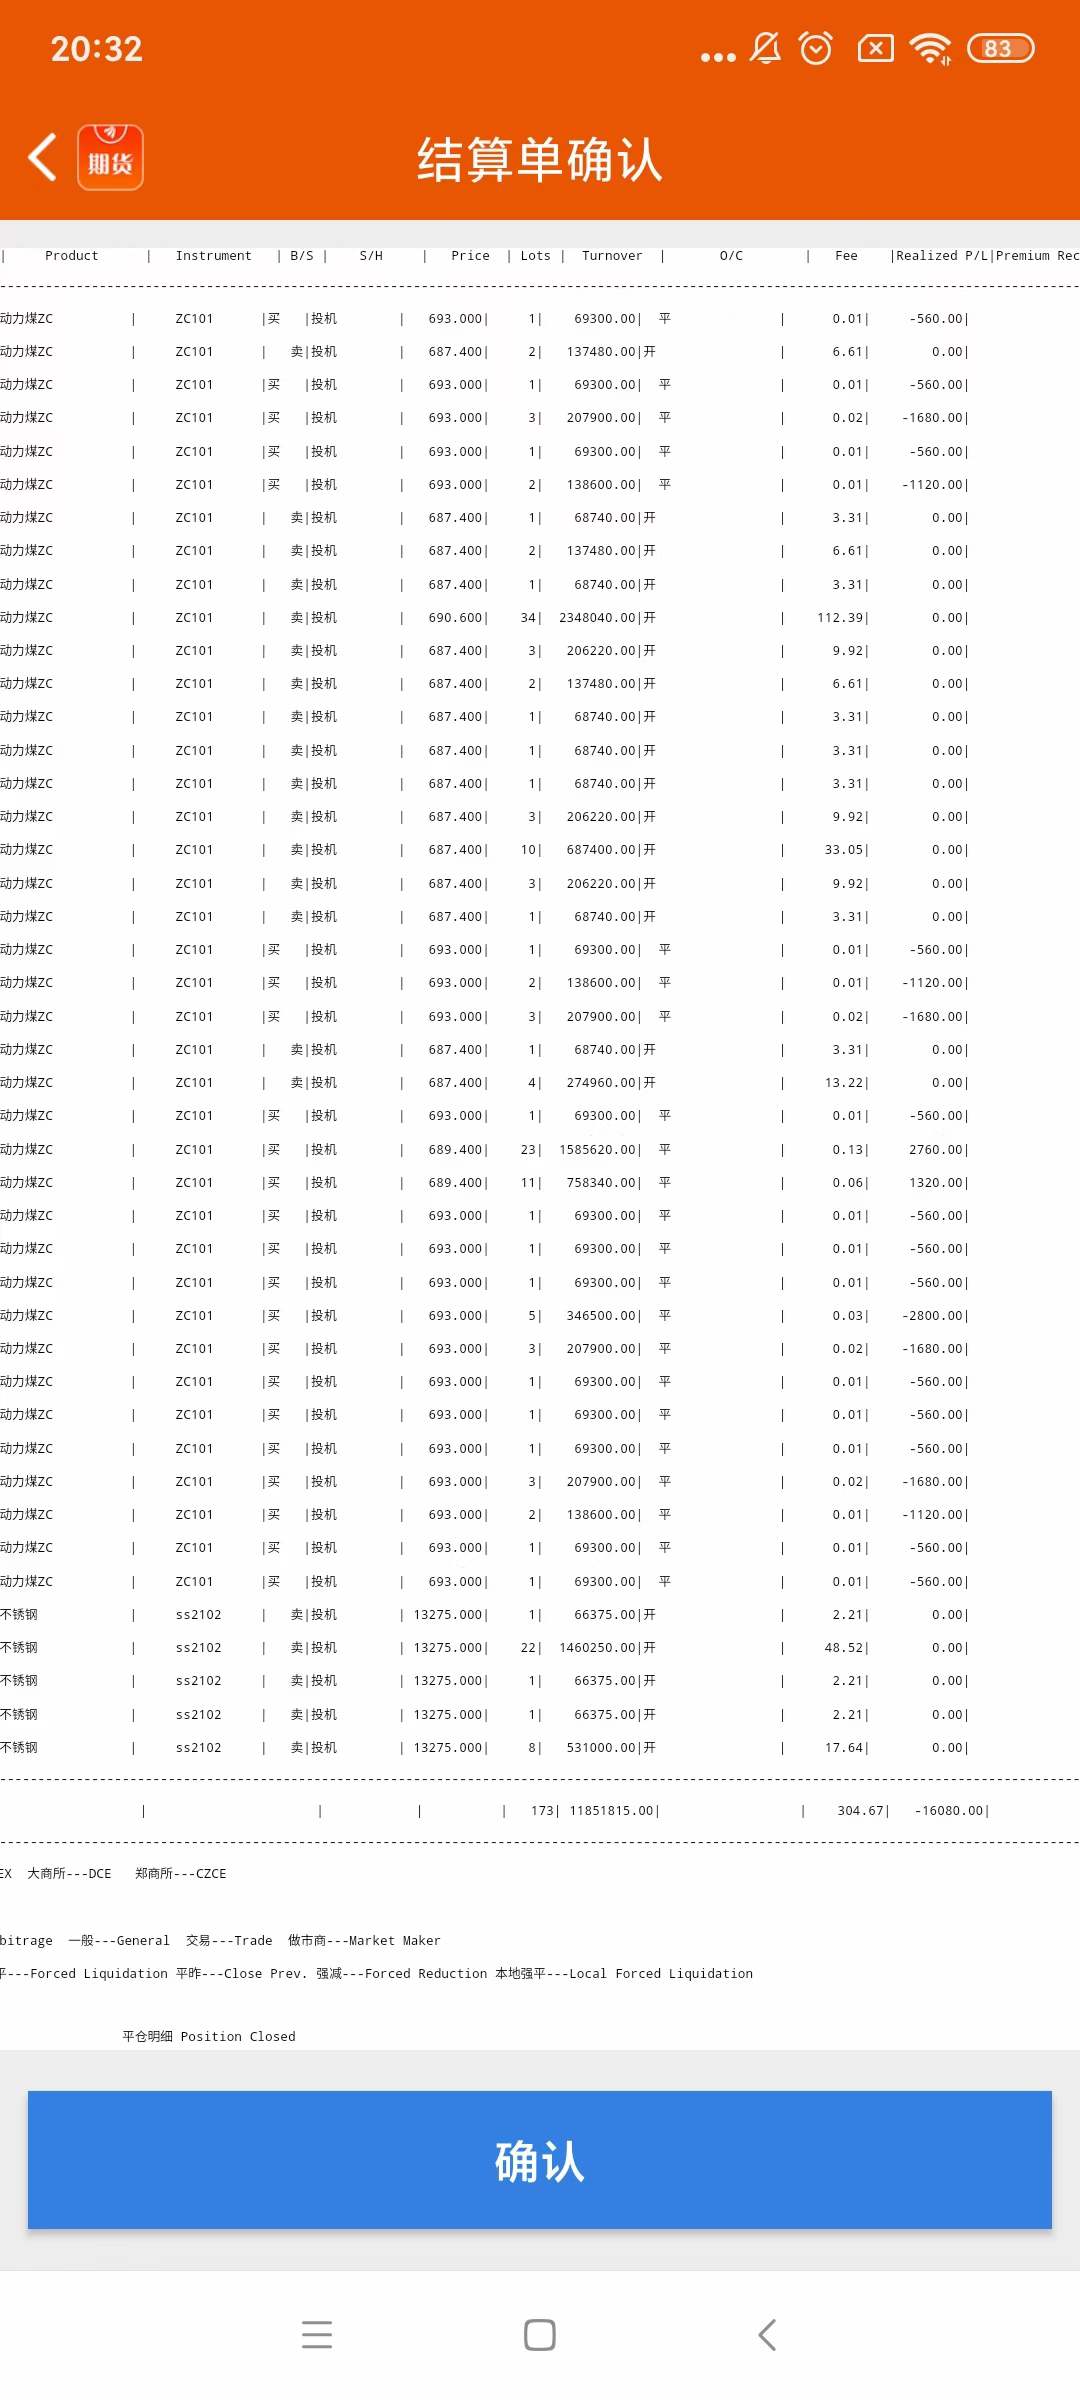 20:32
83
期货
结算单确认
| Product | Instrument | B/S | S/H | Price | Lots | Turnover | O/C | Fee |Realized P/L|Premium Rec
动力煤ZC | ZC101 |买 |投机 | 693.000| 1| 69300.00| 平 | 0.01| -560.00|
动力煤ZC | ZC101 | 卖|投机 | 687.400| 2| 137480.00|开 | 6.61| 0.00|
动力煤ZC | ZC101 |买 |投机 | 693.000| 1| 69300.00| 平 | 0.01| -560.00|
动力煤ZC | ZC101 |买 |投机 | 693.000| 3| 207900.00| 平 | 0.02| -1680.00|
动力煤ZC | ZC101 |买 |投机 | 693.000| 1| 69300.00| 平 | 0.01| -560.00|
动力煤ZC | ZC101 |买 |投机 | 693.000| 2| 138600.00| 平 | 0.01| -1120.00|
动力煤ZC | ZC101 | 卖|投机 | 687.400| 1| 68740.00|开 | 3.31| 0.00|
动力煤ZC | ZC101 | 卖|投机 | 687.400| 2| 137480.00|开 | 6.61| 0.00|
动力煤ZC | ZC101 | 卖|投机 | 687.400| 1| 68740.00|开 | 3.31| 0.00|
动力煤ZC | ZC101 | 卖|投机 | 690.600| 34| 2348040.00|开 | 112.39| 0.00|
动力煤ZC | ZC101 | 卖|投机 | 687.400| 3| 206220.00|开 | 9.92| 0.00|
动力煤ZC | ZC101 | 卖|投机 | 687.400| 2| 137480.00|开 | 6.61| 0.00|
动力煤ZC | ZC101 | 卖|投机 | 687.400| 1| 68740.00|开 | 3.31| 0.00|
动力煤ZC | ZC101 | 卖|投机 | 687.400| 1| 68740.00|开 | 3.31| 0.00|
动力煤ZC | ZC101 | 卖|投机 | 687.400| 1| 68740.00|开 | 3.31| 0.00|
动力煤ZC | ZC101 | 卖|投机 | 687.400| 3| 206220.00|开 | 9.92| 0.00|
动力煤ZC | ZC101 | 卖|投机 | 687.400| 10| 687400.00|开 | 33.05| 0.00|
动力煤ZC | ZC101 | 卖|投机 | 687.400| 3| 206220.00|开 | 9.92| 0.00|
动力煤ZC | ZC101 | 卖|投机 | 687.400| 1| 68740.00|开 | 3.31| 0.00|
动力煤ZC | ZC101 |买 |投机 | 693.000| 1| 69300.00| 平 | 0.01| -560.00|
动力煤ZC | ZC101 |买 |投机 | 693.000| 2| 138600.00| 平 | 0.01| -1120.00|
动力煤ZC | ZC101 |买 |投机 | 693.000| 3| 207900.00| 平 | 0.02| -1680.00|
动力煤ZC | ZC101 | 卖|投机 | 687.400| 1| 68740.00|开 | 3.31| 0.00|
动力煤ZC | ZC101 | 卖|投机 | 687.400| 4| 274960.00|开 | 13.22| 0.00|
动力煤ZC | ZC101 |买 |投机 | 693.000| 1| 69300.00| 平 | 0.01| -560.00|
动力煤ZC | ZC101 |买 |投机 | 689.400| 23| 1585620.00| 平 | 0.13| 2760.00|
动力煤ZC | ZC101 |买 |投机 | 689.400| 11| 758340.00| 平 | 0.06| 1320.00|
动力煤ZC | ZC101 |买 |投机 | 693.000| 1| 69300.00| 平 | 0.01| -560.00|
动力煤ZC | ZC101 |买 |投机 | 693.000| 1| 69300.00| 平 | 0.01| -560.00|
动力煤ZC | ZC101 |买 |投机 | 693.000| 1| 69300.00| 平 | 0.01| -560.00|
动力煤ZC | ZC101 |买 |投机 | 693.000| 5| 346500.00| 平 | 0.03| -2800.00|
动力煤ZC | ZC101 |买 |投机 | 693.000| 3| 207900.00| 平 | 0.02| -1680.00|
动力煤ZC | ZC101 |买 |投机 | 693.000| 1| 69300.00| 平 | 0.01| -560.00|
动力煤ZC | ZC101 |买 |投机 | 693.000| 1| 69300.00| 平 | 0.01| -560.00|
动力煤ZC | ZC101 |买 |投机 | 693.000| 1| 69300.00| 平 | 0.01| -560.00|
动力煤ZC | ZC101 |买 |投机 | 693.000| 3| 207900.00| 平 | 0.02| -1680.00|
动力煤ZC | ZC101 |买 |投机 | 693.000| 2| 138600.00| 平 | 0.01| -1120.00|
动力煤ZC | ZC101 |买 |投机 | 693.000| 1| 69300.00| 平 | 0.01| -560.00|
动力煤ZC | ZC101 |买 |投机 | 693.000| 1| 69300.00| 平 | 0.01| -560.00|
不锈钢 | ss2102 | 卖|投机 | 13275.000| 1| 66375.00|开 | 2.21| 0.00|
不锈钢 | ss2102 | 卖|投机 | 13275.000| 22| 1460250.00|开 | 48.52| 0.00|
不锈钢 | ss2102 | 卖|投机 | 13275.000| 1| 66375.00|开 | 2.21| 0.00|
不锈钢 | ss2102 | 卖|投机 | 13275.000| 1| 66375.00|开 | 2.21| 0.00|
不锈钢 | ss2102 | 卖|投机 | 13275.000| 8| 531000.00|开 | 17.64| 0.00|
| | | | 173| 11851815.00| | 304.67| -16080.00|
EX 大商所---DCE 郑商所---CZCE
bitrage 一般---General 交易---Trade 做市商---Market Maker
平---Forced Liquidation 平昨---Close Prev. 强减---Forced Reduction 本地强平---Local Forced Liquidation
平仓明细 Position Closed
确认